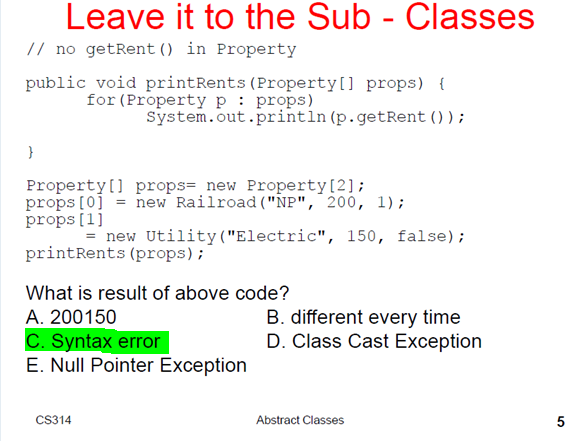 Leave it to the Sub - Classes
// no getRent() in Property
public void printRents(Property[] props) {
for(Property p : props)
System.out.println(p.getRent());
}
Property[] props= new Property[2];
props[0] = new Railroad("NP", 200, 1);
props[1]
= new Utility("Electric", 150, false);
printRents(props);
What is result of above code?
A. 200150 B. different every time
C. Syntax error D. Class Cast Exception
E. Null Pointer Exception
CS314 Abstract Classes 5